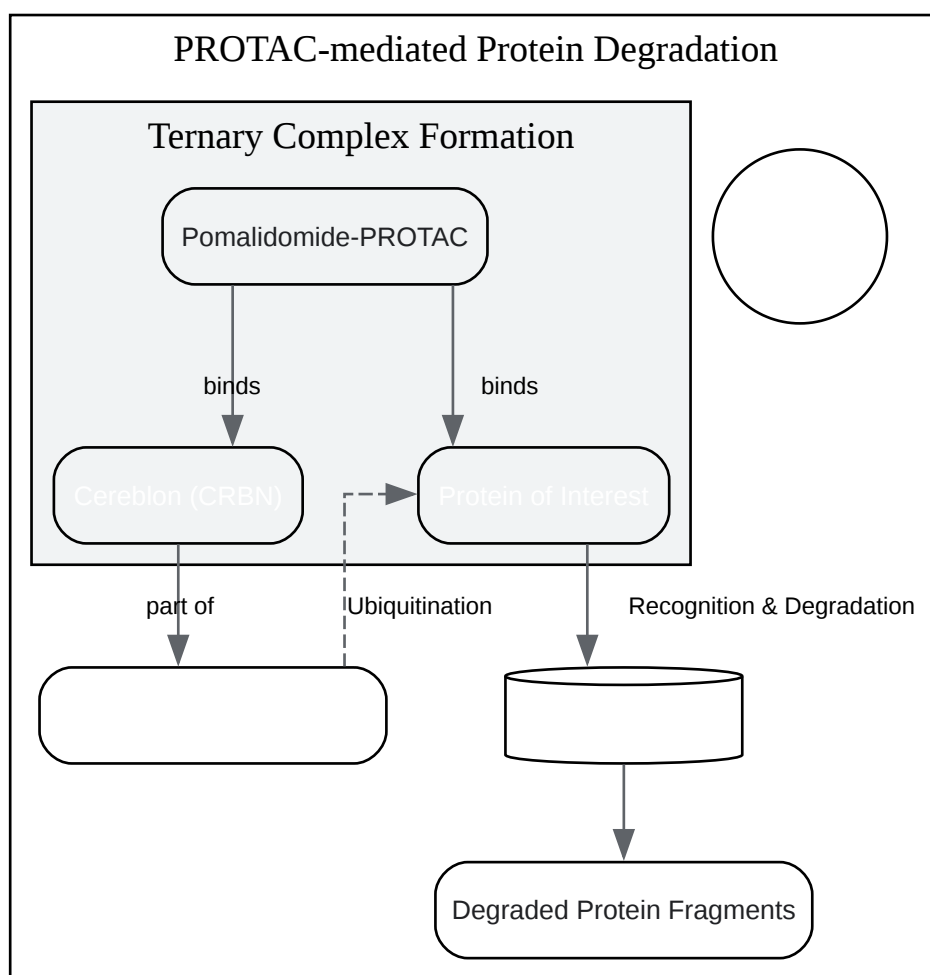 PROTAC-mediated Protein Degradation
Ternary Complex Formation
Pomalidomide-PROTAC
binds
binds
Cereblon (CRBN)
Protein of Interest
part of
Ubiquitination
Recognition & Degradation
Degraded Protein Fragments